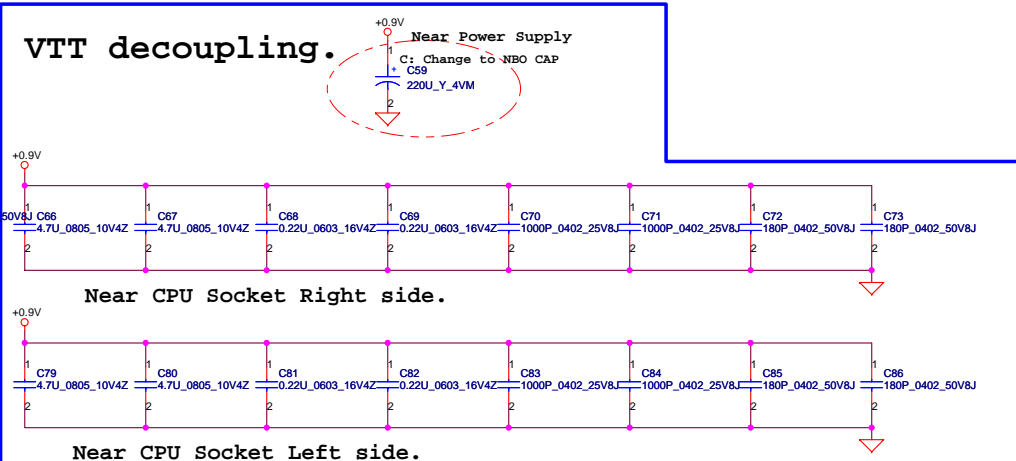 VTT decoupling.
+0.9V
Near Power Supply
1
C: Change to NBO CAP
+
C59
220U_Y_4VM
2
+0.9V
1 1 1 1 1 1 1 1
50V8J C66 C67 C68 C69 C70 C71 C72 C73
4.7U_0805_10V4Z 4.7U_0805_10V4Z 0.22U_0603_16V4Z 0.22U_0603_16V4Z 1000P_0402_25V8J 1000P_0402_25V8J 180P_0402_50V8J 180P_0402_50V8J
2 2 2 2 2 2 2 2
Near CPU Socket Right side.
+0.9V
1 1 1 1 1 1 1 1
C79 C80 C81 C82 C83 C84 C85 C86
4.7U_0805_10V4Z 4.7U_0805_10V4Z 0.22U_0603_16V4Z 0.22U_0603_16V4Z 1000P_0402_25V8J 1000P_0402_25V8J 180P_0402_50V8J 180P_0402_50V8J
2 2 2 2 2 2 2 2
Near CPU Socket Left side.